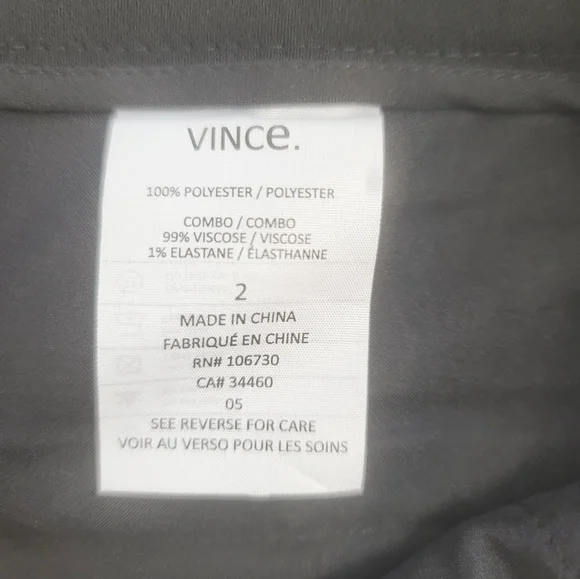 VINCe.
100% POLYESTER / POLYESTER
COMBO / COMBO
99% VISCOSE / VISCOSE
1% ELASTANE / ÉLASTHANNE
2
MADE IN CHINA
FABRIQUÉ EN CHINE
RN# 106730
CA# 34460
05
SEE REVERSE FOR CARE
VOIR AU VERSO POUR LES SOINS